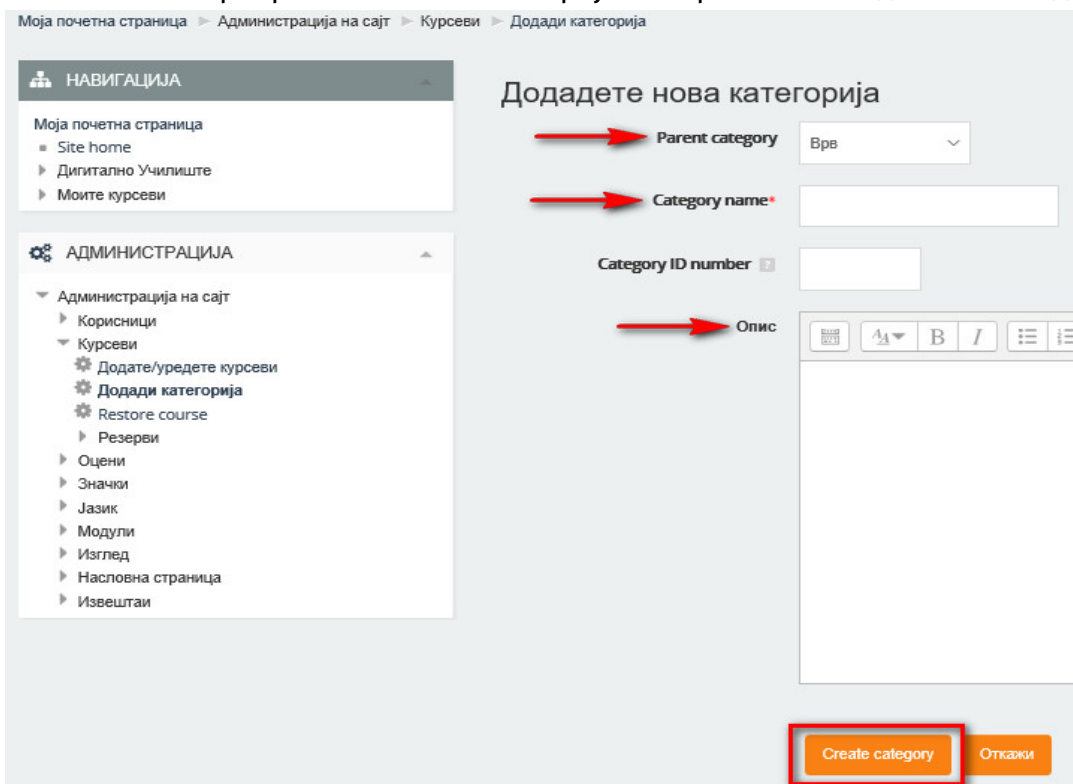 Моја почетна страница Администрација на сајт Курсеви Додади категорија
НАВИГАЦИЈА
Моја почетна страница
Site home
Дигитално Училиште
Моите курсеви
АДМИНИСТРАЦИЈА
Администрација на сајт
Корисници
Курсеви
Додате/уредете курсеви
Додади категорија
Restore course
Резерви
Оцени
Значки
Јазик
Модули
Изглед
Насловна страница
Извештаи
Додадете нова категорија
Parent category Врв
Category name*
Category ID number
Опис
B I
Create category Откажи